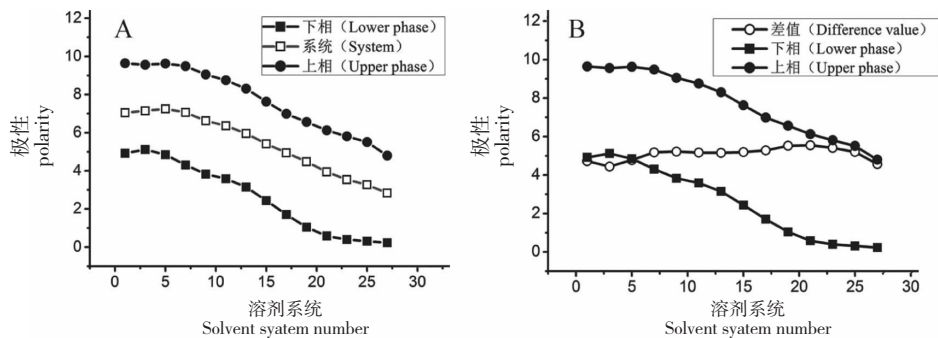 A
下相（Lower phase）
系统（System）
上相（Upper phase）
12
10
8
6
4
2
0
极性
polarity
0 5 10 15 20 25 30
溶剂系统
Solvent syatem number
B
差值（Difference value）
下相（Lower phase）
上相（Upper phase）
12
10
8
6
4
2
0
极性
polarity
0 5 10 15 20 25 30
溶剂系统
Solvent syatem number